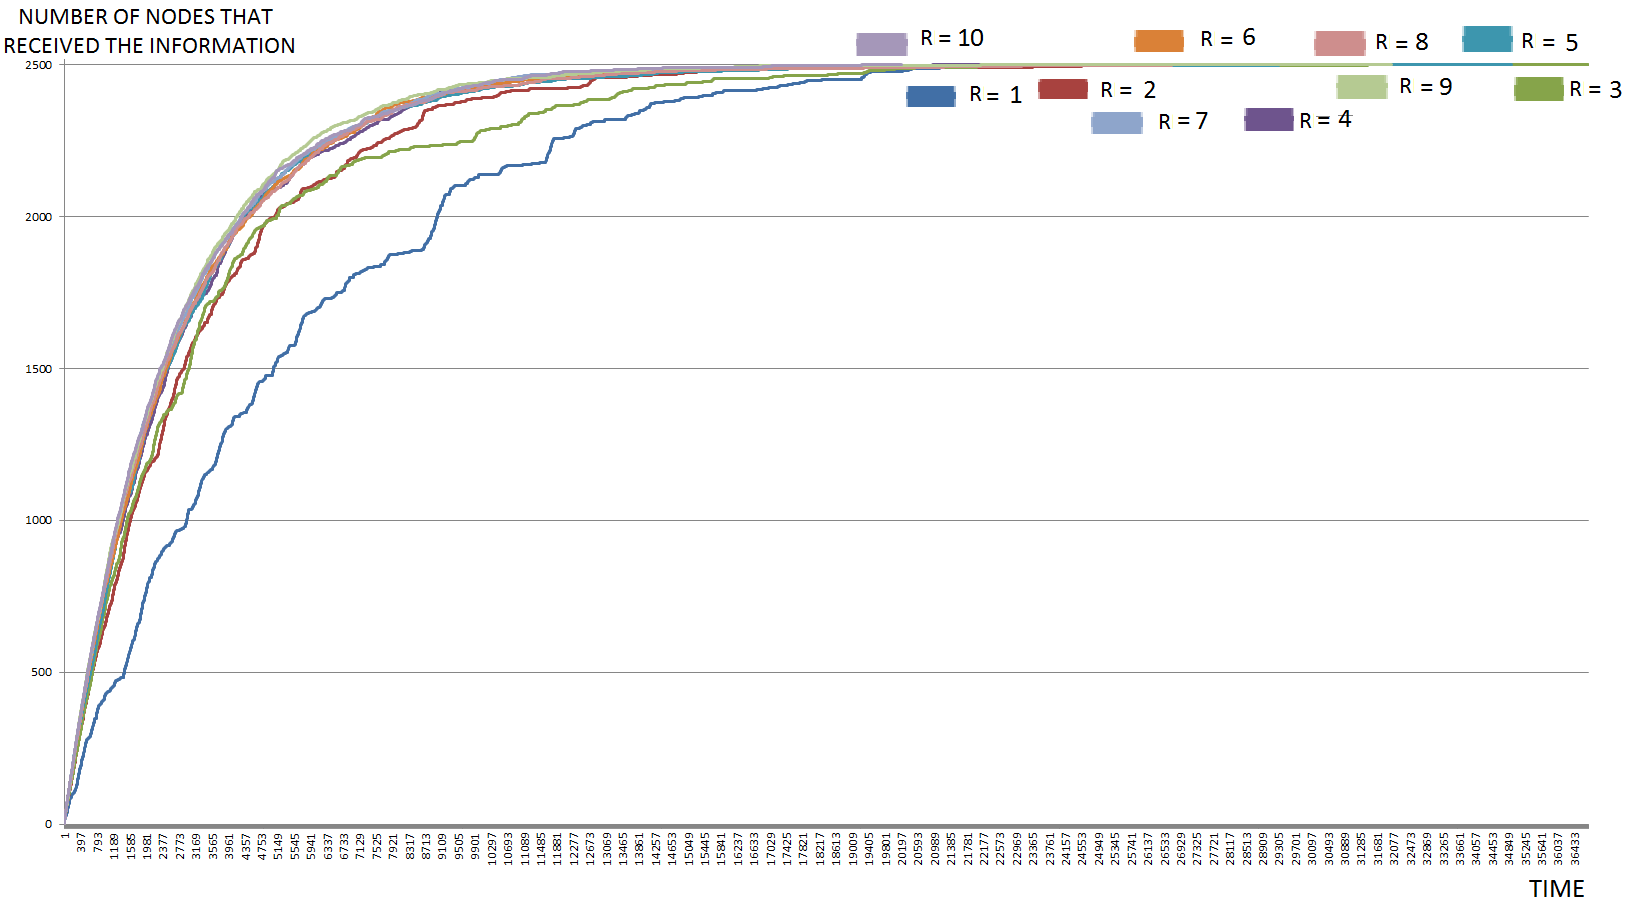 NUMBER OF NODES THAT
RECEIVED THE INFORMATION
R = 10
R = 6
R = 8
R = 5
R = 1
R = 2
R = 9
R = 3
R = 7
R = 4
2500
2000
1500
1000
500
0
1 397 793 1189 1585 1981 2377 2773 3169 3565 3961 4357 4753 5149 5545 5941 6337 6733 7129 7525 7921 8317 8713 9109 9505 9901 10297 10693 11089 11485 11881 12277 12673 13069 13465 13861 14257 14653 15049 15445 15841 16237 16633 17029 17425 17821 18217 18613 19009 19405 19801 20197 20593 20989 21385 21781 22177 22573 22969 23365 23761 24157 24553 24949 25345 25741 26137 26533 26929 27325 27721 28117 28513 28909 29305 29701 30097 30493 30889 31285 31681 32077 32473 32869 33265 33661 34057 34453 34849 35245 35641 36037 36433
TIME